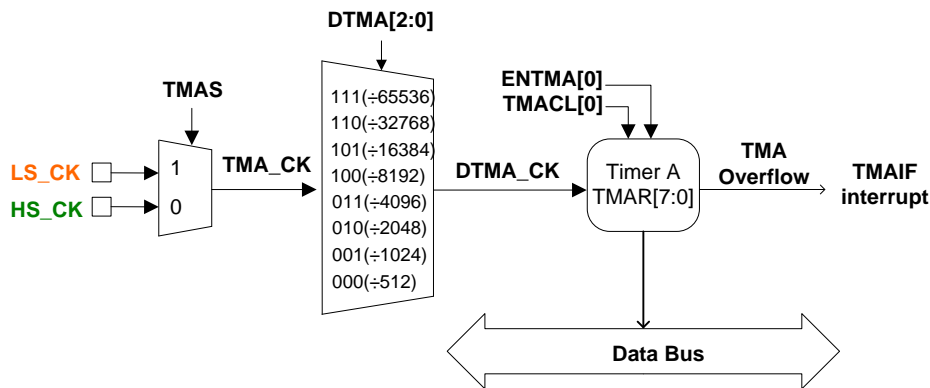 DTMA[2:0]
TMAS
LS_CK
HS_CK
1
0
TMA_CK
111(÷65536)
110(÷32768)
101(÷16384)
100(÷8192)
011(÷4096)
010(÷2048)
001(÷1024)
000(÷512)
DTMA_CK
ENTMA[0]
TMACL[0]
Timer A
TMAR[7:0]
TMA
Overflow
TMAIF
interrupt
Data Bus